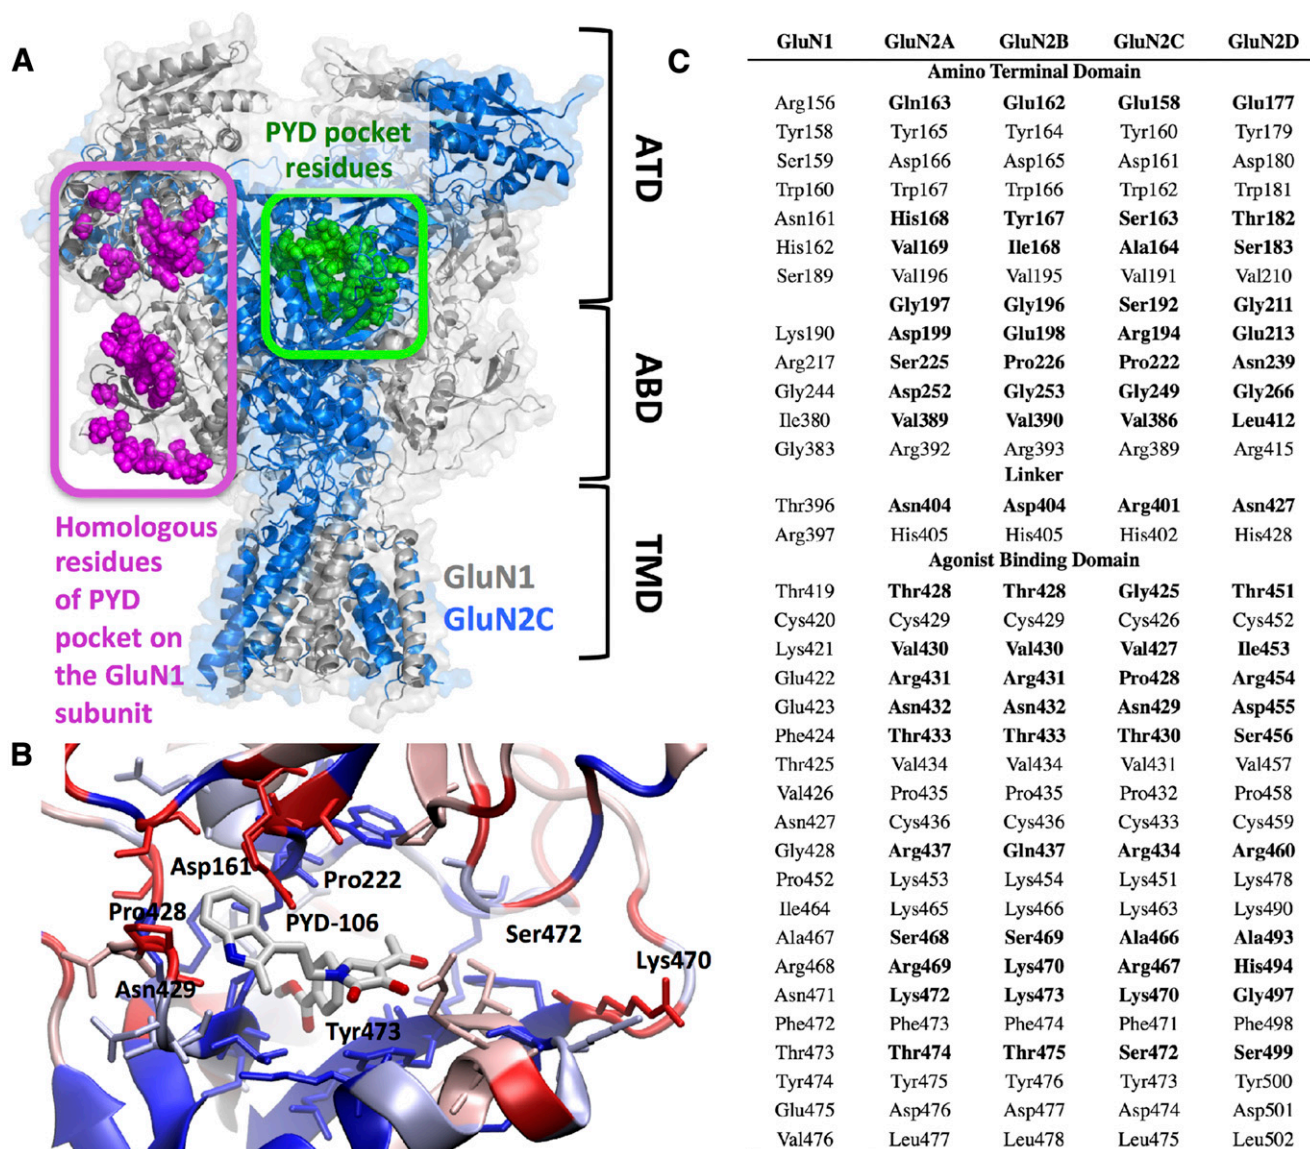 A
PYD pocket
residues
ATD
ABD
TMD
Homologous
residues
of PYD
pocket on
the GluN1
subunit
GluN1
GluN2C
B
Asp161
Pro222
Pro428
PYD-106
Ser472
Lys470
Asn429
Tyr473
C
GluN1 GluN2A GluN2B GluN2C GluN2D
Amino Terminal Domain
Arg156 Gln163 Glu162 Glu158 Glu177
Tyr158 Tyr165 Tyr164 Tyr160 Tyr179
Ser159 Asp166 Asp165 Asp161 Asp180
Trp160 Trp167 Trp166 Trp162 Trp181
Asn161 His168 Tyr167 Ser163 Thr182
His162 Val169 Ile168 Ala164 Ser183
Ser189 Val196 Val195 Val191 Val210
Gly197 Gly196 Ser192 Gly211
Lys190 Asp199 Glu198 Arg194 Glu213
Arg217 Ser225 Pro226 Pro222 Asn239
Gly244 Asp252 Gly253 Gly249 Gly266
Ile380 Val389 Val390 Val386 Leu412
Gly383 Arg392 Arg393 Arg389 Arg415
Linker
Thr396 Asn404 Asp404 Arg401 Asn427
Arg397 His405 His405 His402 His428
Agonist Binding Domain
Thr419 Thr428 Thr428 Gly425 Thr451
Cys420 Cys429 Cys429 Cys426 Cys452
Lys421 Val430 Val430 Val427 Ile453
Glu422 Arg431 Arg431 Pro428 Arg454
Glu423 Asn432 Asn432 Asn429 Asp455
Phe424 Thr433 Thr433 Thr430 Ser456
Thr425 Val434 Val434 Val431 Val457
Val426 Pro435 Pro435 Pro432 Pro458
Asn427 Cys436 Cys436 Cys433 Cys459
Gly428 Arg437 Gln437 Arg434 Arg460
Pro452 Lys453 Lys454 Lys451 Lys478
Ile464 Lys465 Lys466 Lys463 Lys490
Ala467 Ser468 Ser469 Ala466 Ala493
Arg468 Arg469 Lys470 Arg467 His494
Asn471 Lys472 Lys473 Lys470 Gly497
Phe472 Phe473 Phe474 Phe471 Phe498
Thr473 Thr474 Thr475 Ser472 Ser499
Tyr474 Tyr475 Tyr476 Tyr473 Tyr500
Glu475 Asp476 Asp477 Asp474 Asp501
Val476 Leu477 Leu478 Leu475 Leu502